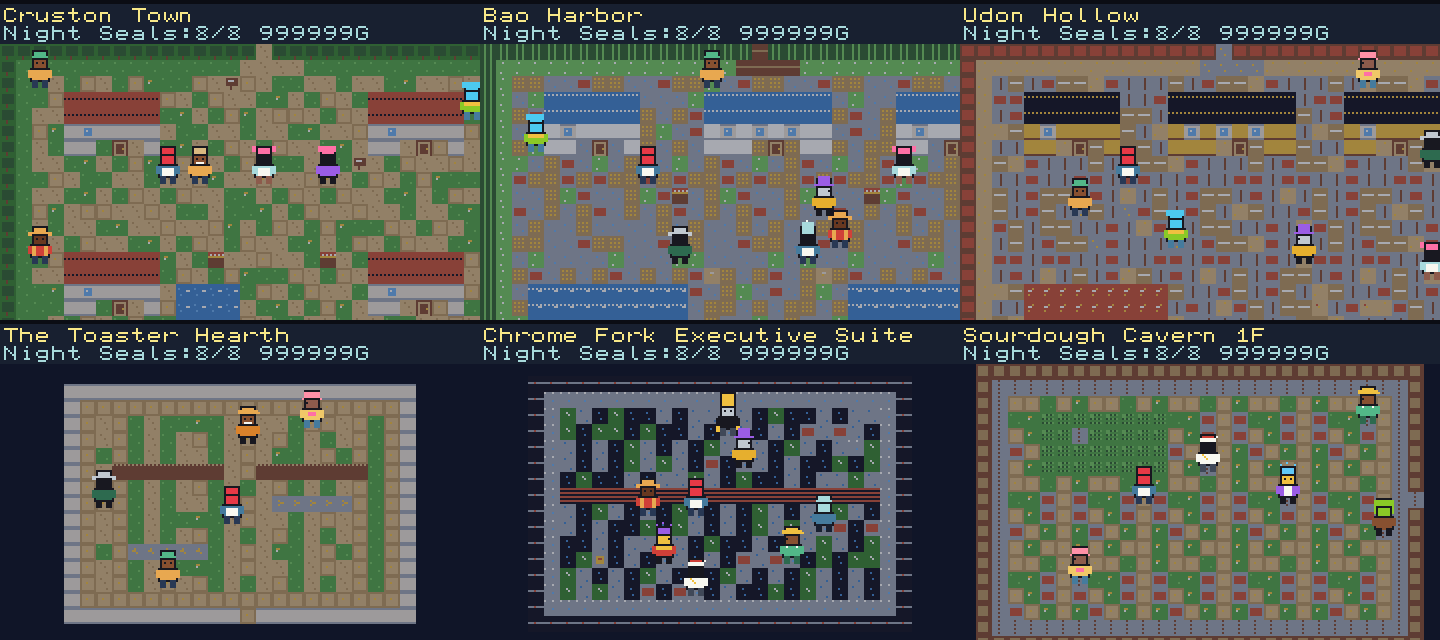 Cruston Town
Night Seals:8/8 999999G
Bao Harbor
Night Seals:8/8 999999G
Udon Hollow
Night Seals:8/8 999999G
The Toaster Hearth
Night Seals:8/8 999999G
Chrome Fork Executive Suite
Night Seals:8/8 999999G
Sourdough Cavern 1F
Night Seals:8/8 999999G